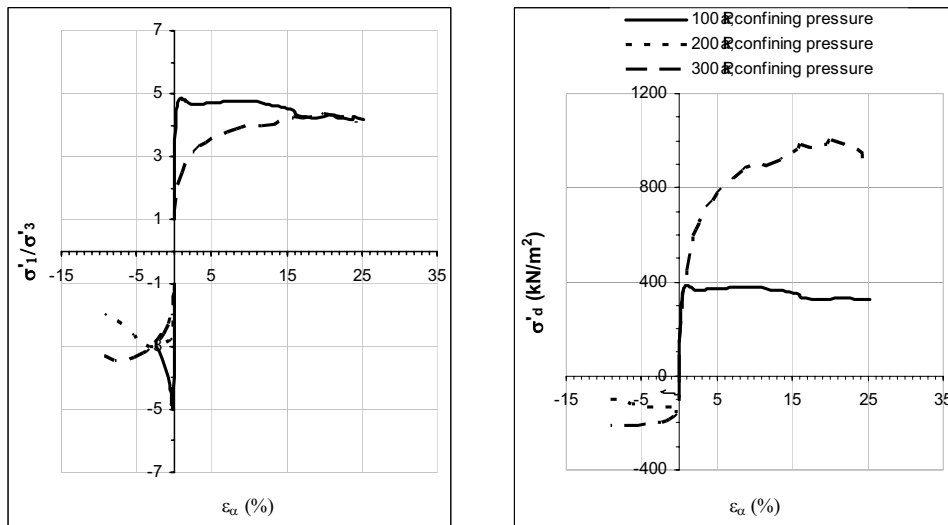 7
5
3
1
-1
-3
-5
-7
-15 -5 5 15 25 35
σ'1/σ'3
εα (%)
100 confining pressure
200 confining pressure
300 confining pressure
1200
800
400
0
-400
-15 -5 5 15 25 35
σ'd (kN/m²)
εα (%)